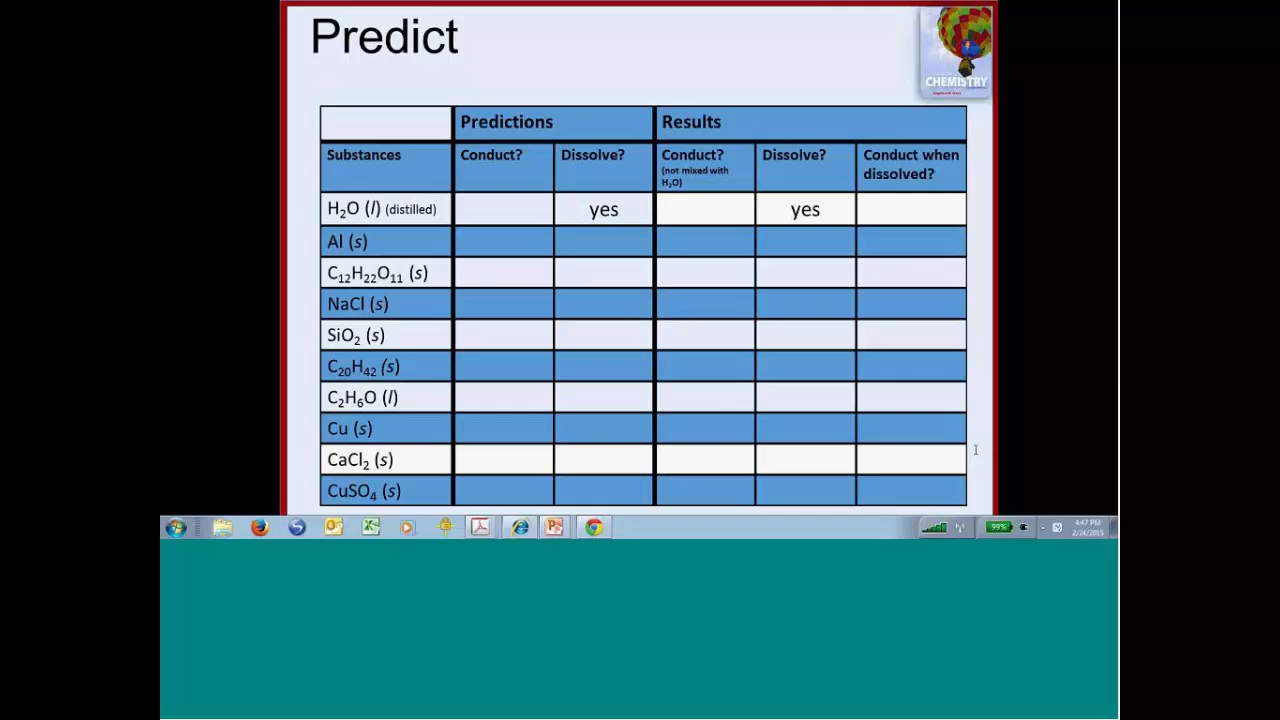 Predict
CHEMISTRY
Predictions Results
Substances Conduct? Dissolve? Conduct? Dissolve? Conduct when
(not mixed with dissolved?
H₂O)
H₂O (l) (distilled) yes yes
Al (s)
C₁₂H₂₂O₁₁ (s)
NaCl (s)
SiO₂ (s)
C₂₀H₄₂ (s)
C₂H₆O (l)
Cu (s)
CaCl₂ (s)
CuSO₄ (s)
99% 4:47 PM
2/24/2015